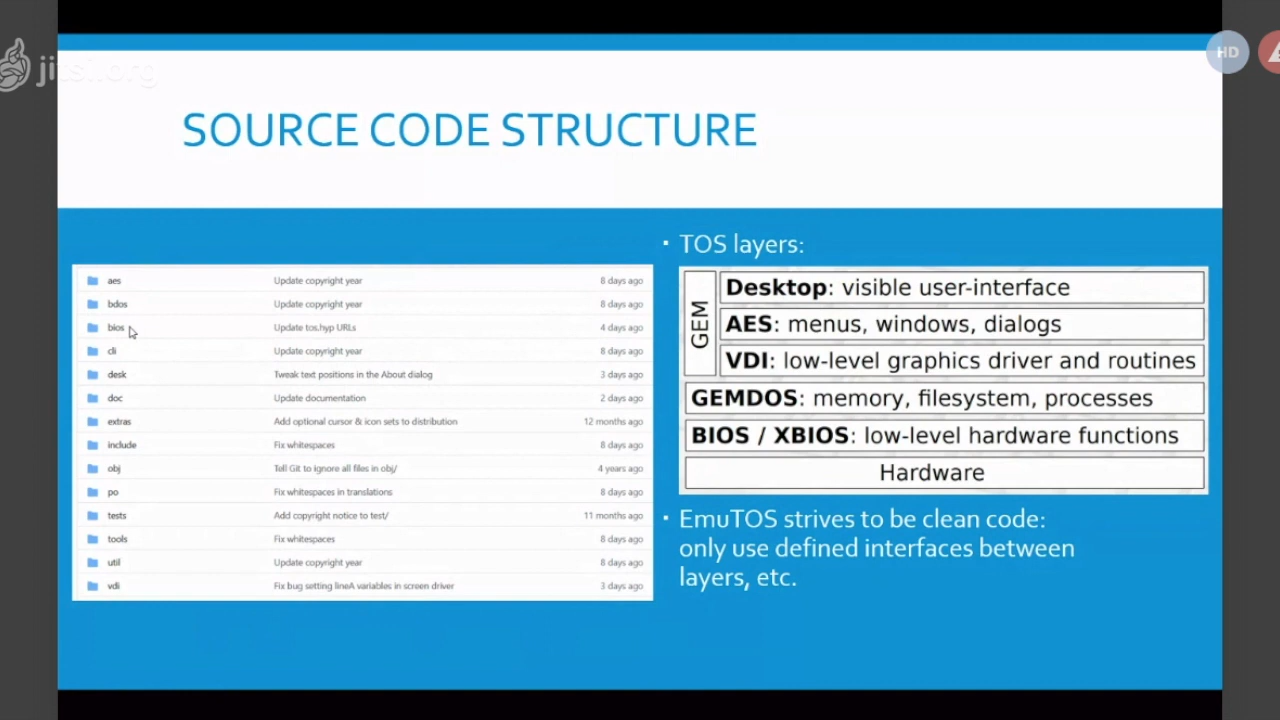 jitsi.org
HD
SOURCE CODE STRUCTURE
aes Update copyright year 8 days ago
bdos Update copyright year 8 days ago
bios Update tos.hyp URLs 4 days ago
cli Update copyright year 8 days ago
desk Tweak text positions in the About dialog 3 days ago
doc Update documentation 2 days ago
extras Add optional cursor & icon sets to distribution 12 months ago
include Fix whitespaces 8 days ago
obj Tell Git to ignore all files in obj/ 4 years ago
po Fix whitespaces in translations 8 days ago
tests Add copyright notice to test/ 11 months ago
tools Fix whitespaces 8 days ago
util Update copyright year 8 days ago
vdi Fix bug setting lineA variables in screen driver 3 days ago
▪ TOS layers:
GEM
Desktop: visible user-interface
AES: menus, windows, dialogs
VDI: low-level graphics driver and routines
GEMDOS: memory, filesystem, processes
BIOS / XBIOS: low-level hardware functions
Hardware
▪ EmuTOS strives to be clean code:
only use defined interfaces between
layers, etc.